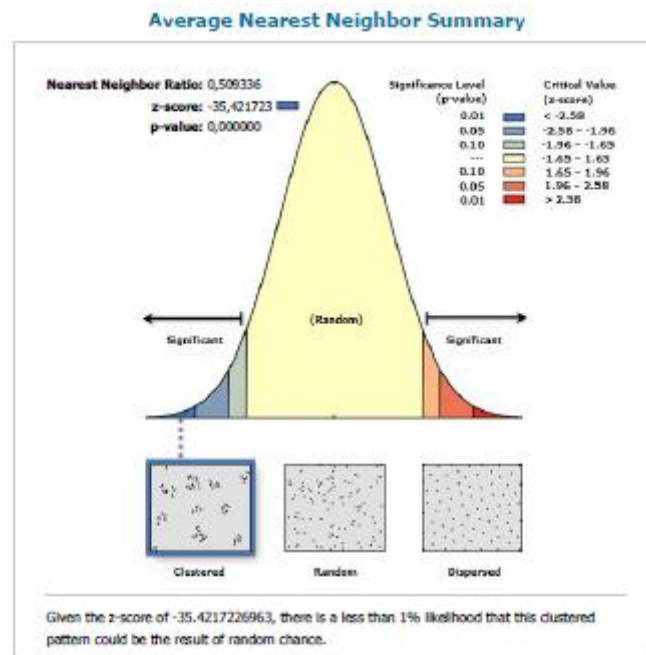 Average Nearest Neighbor Summary
Nearest Neighbor Ratio: 0,509336
z-score: -35,421723
p-value: 0,000000
Significance Level
(p-value)
Critical Value
(z-score)
0.01 < -2.58
0.05 -2.58 – -1.96
0.10 -1.96 – -1.65
--- -1.65 – 1.65
0.10 1.65 – 1.96
0.05 1.96 – 2.58
0.01 > 2.58
(Random)
Significant
Significant
Clustered
Random
Dispersed
Given the z-score of -35.4217226963, there is a less than 1% likelihood that this clustered
pattern could be the result of random chance.